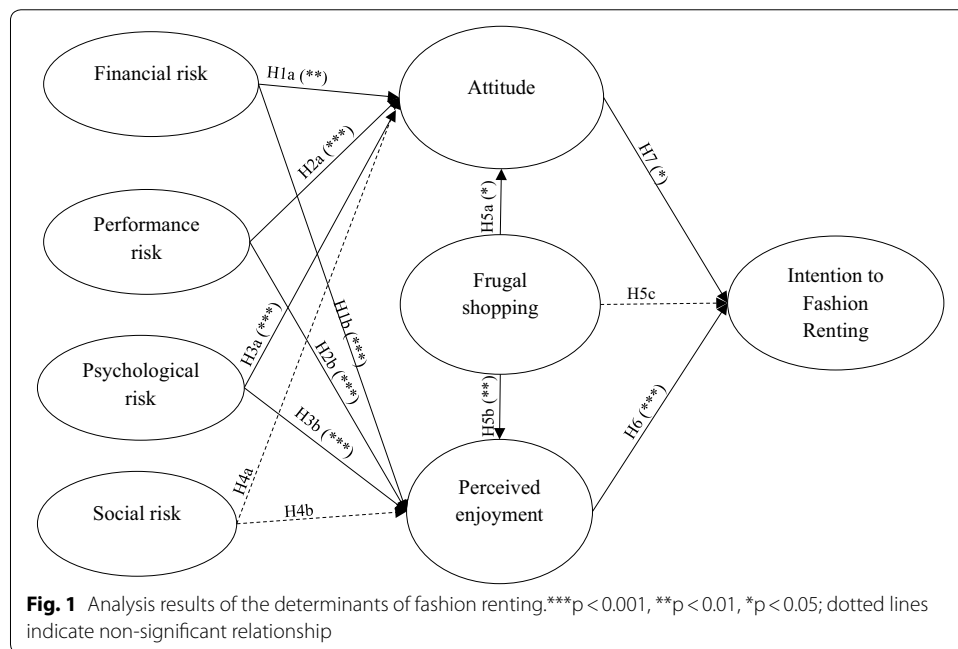 Financial risk
H1a (**)
Attitude
H2a (***)
H7 (*)
Performance
risk
H5a (*)
Frugal
shopping
H5c
Intention to
Fashion
Renting
H1b (***)
H2b (***)
H3a (***)
Psychological
risk
H3b (***)
H5b (**)
H6 (***)
H4a
Social risk
H4b
Perceived
enjoyment
Fig. 1 Analysis results of the determinants of fashion renting.***p < 0.001, **p < 0.01, *p < 0.05; dotted lines
indicate non-significant relationship